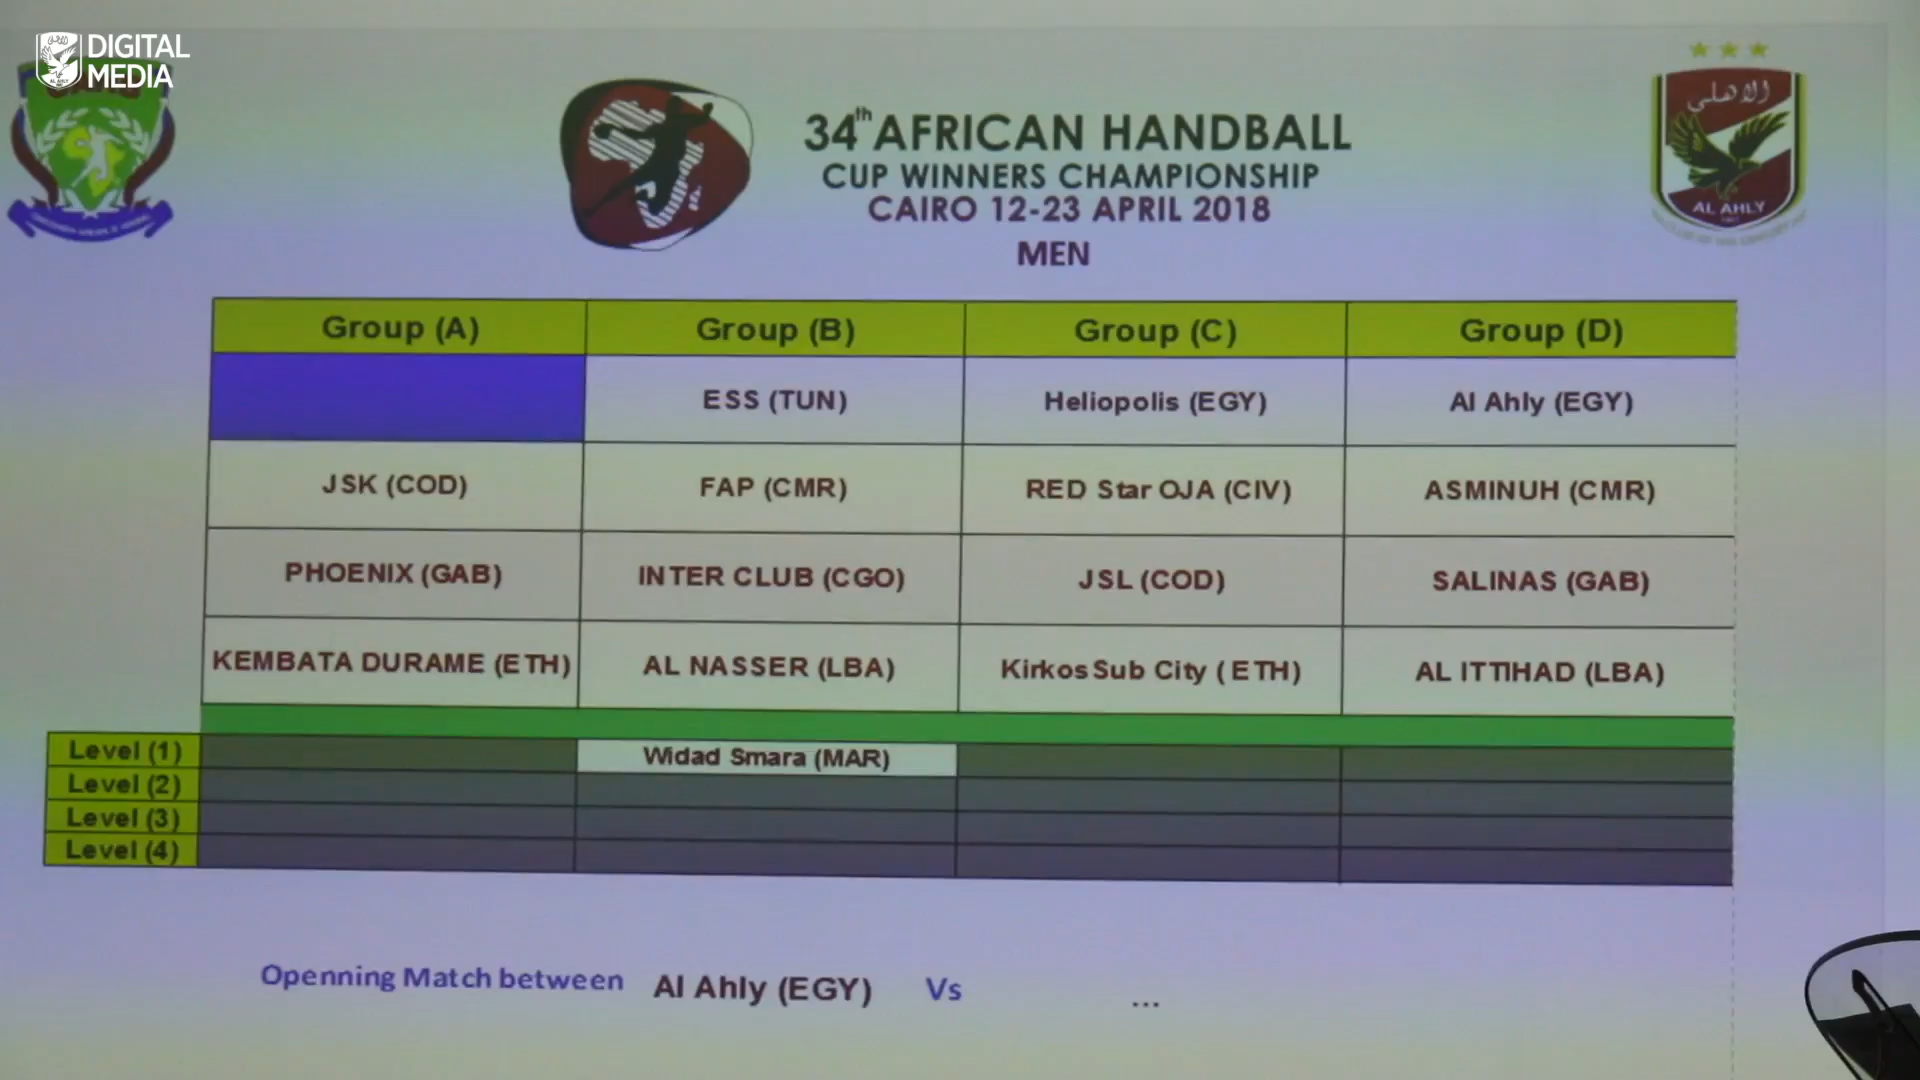 DIGITAL
MEDIA
34th AFRICAN HANDBALL
CUP WINNERS CHAMPIONSHIP
CAIRO 12-23 APRIL 2018
MEN
الاهلي
AL AHLY
Group (A) Group (B) Group (C) Group (D)
ESS (TUN) Heliopolis (EGY) Al Ahly (EGY)
JSK (COD) FAP (CMR) RED Star OJA (CIV) ASMINUH (CMR)
PHOENIX (GAB) INTER CLUB (CGO) JSL (COD) SALINAS (GAB)
KEMBATA DURAME (ETH) AL NASSER (LBA) Kirkos Sub City ( ETH) AL ITTIHAD (LBA)
Level (1) Widad Smara (MAR)
Level (2)
Level (3)
Level (4)
Openning Match between Al Ahly (EGY) Vs ...